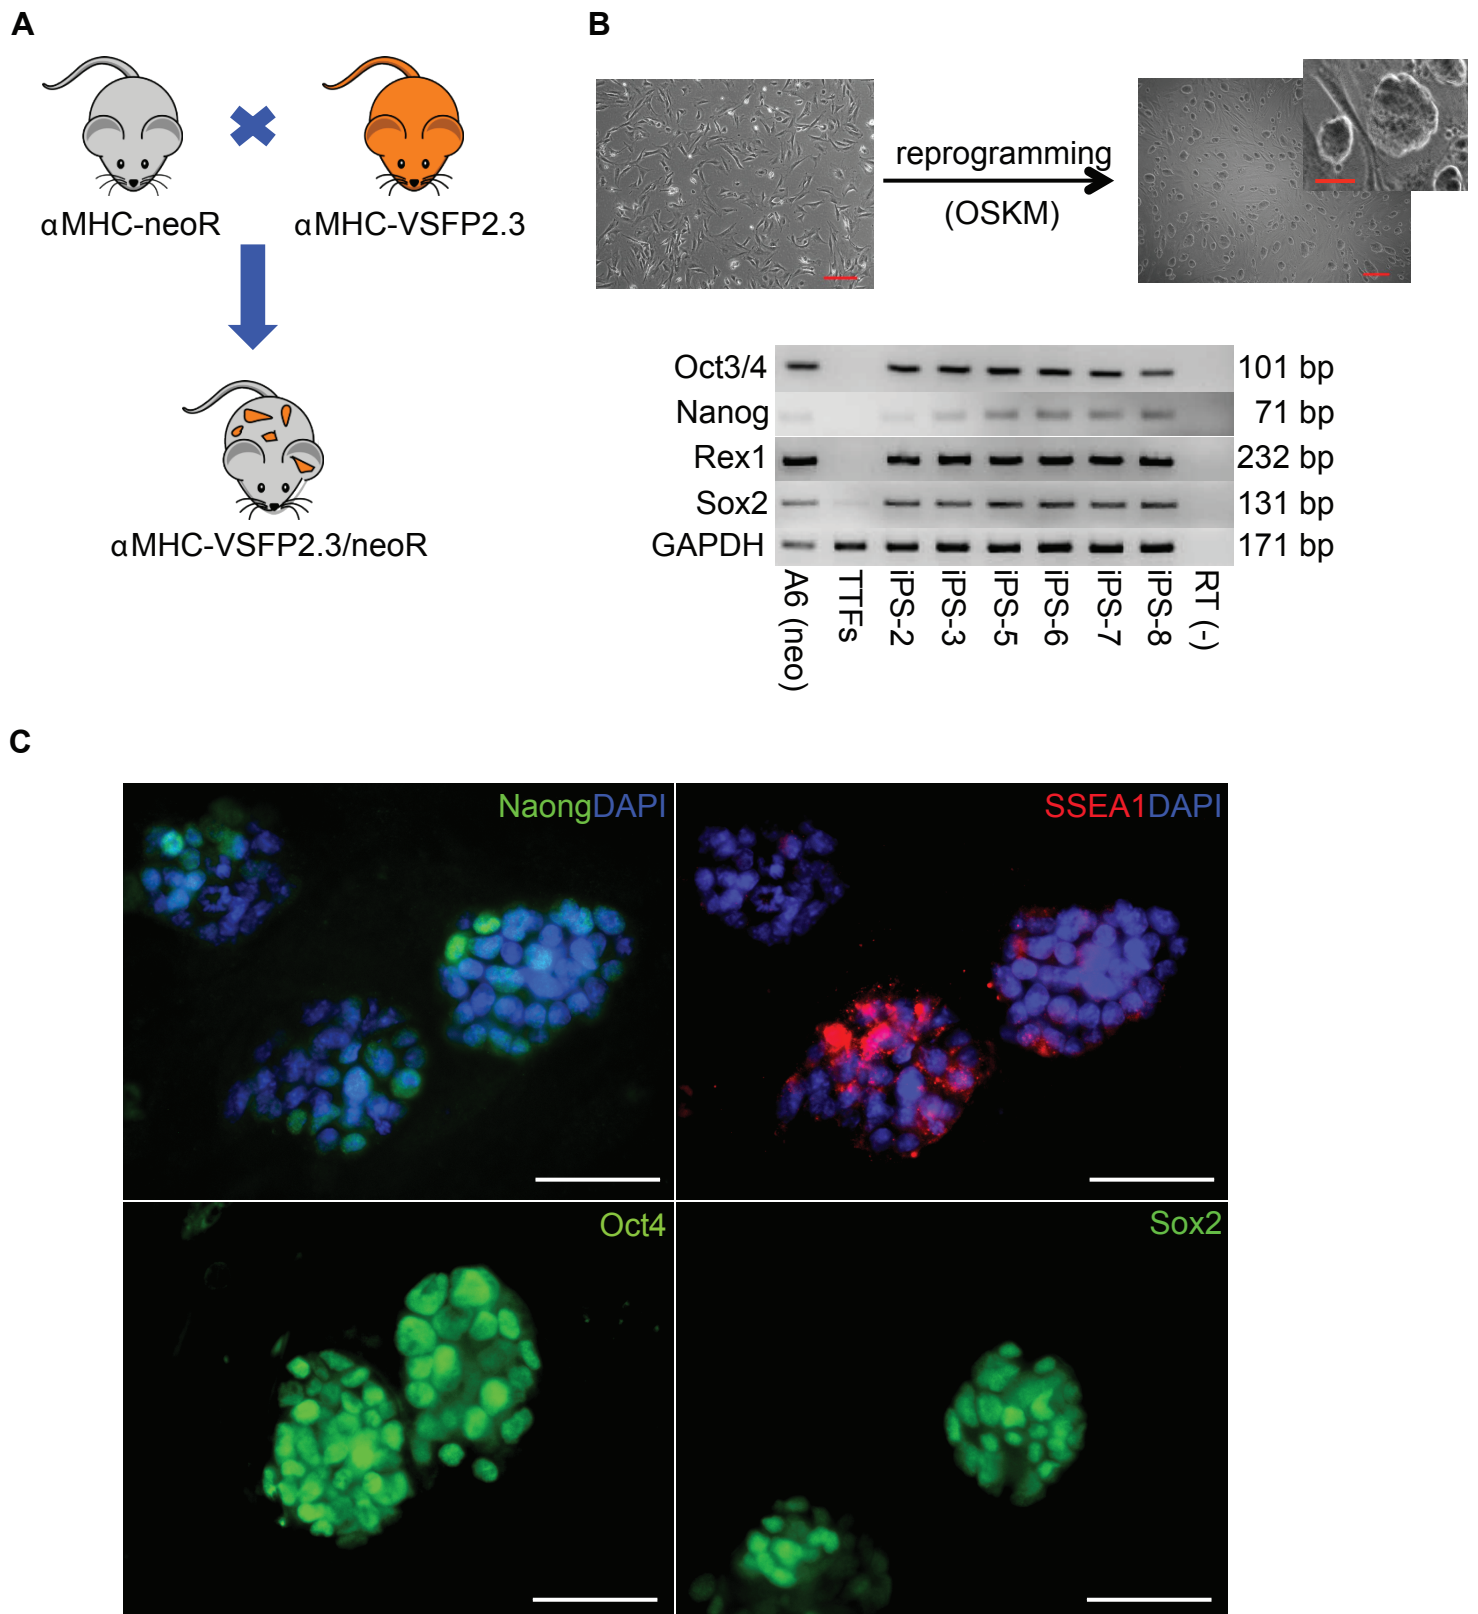 A
αMHC-neoR
αMHC-VSFP2.3
αMHC-VSFP2.3/neoR
B
reprogramming
(OSKM)
Oct3/4
101 bp
Nanog
71 bp
Rex1
232 bp
Sox2
131 bp
GAPDH
171 bp
A6 (neo)
TTFs
iPS-2
iPS-3
iPS-5
iPS-6
iPS-7
iPS-8
RT (-)
C
NaongDAPI
SSEA1DAPI
Oct4
Sox2